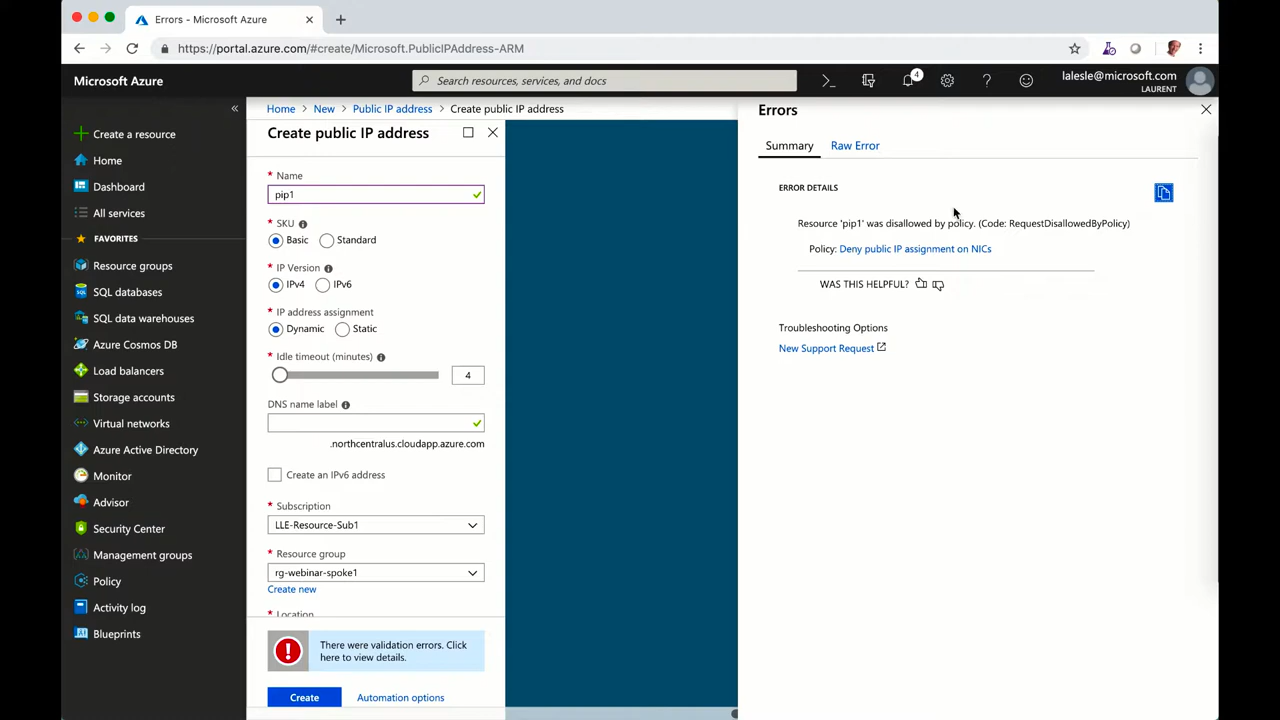 Errors - Microsoft Azure
https://portal.azure.com/#create/Microsoft.PublicIPAddress-ARM
Microsoft Azure
Search resources, services, and docs
4
lalesle@microsoft.com
LAURENT
Create a resource
Home
Dashboard
All services
FAVORITES
Resource groups
SQL databases
SQL data warehouses
Azure Cosmos DB
Load balancers
Storage accounts
Virtual networks
Azure Active Directory
Monitor
Advisor
Security Center
Management groups
Policy
Activity log
Blueprints
Home > New > Public IP address > Create public IP address
Create public IP address
* Name
pip1
* SKU
Basic Standard
* IP Version
IPv4 IPv6
* IP address assignment
Dynamic Static
* Idle timeout (minutes)
4
DNS name label
.northcentralus.cloudapp.azure.com
Create an IPv6 address
* Subscription
LLE-Resource-Sub1
* Resource group
rg-webinar-spoke1
Create new
* Location
There were validation errors. Click
here to view details.
Create Automation options
Errors
Summary Raw Error
ERROR DETAILS
Resource 'pip1' was disallowed by policy. (Code: RequestDisallowedByPolicy)
Policy: Deny public IP assignment on NICs
WAS THIS HELPFUL?
Troubleshooting Options
New Support Request